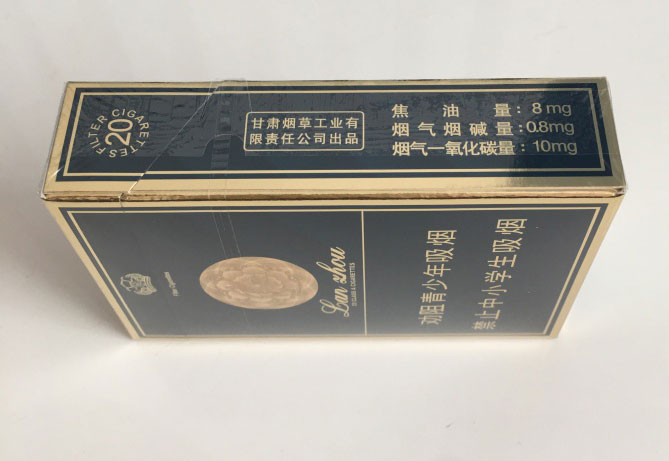 FILTER CIGARETTES
20
甘肃烟草工业有
限责任公司出品
焦油量：8mg
烟气烟碱量：0.8mg
烟气一氧化碳量：10mg
Lan zhou
劝阻青少年吸烟
禁止中小学生吸烟